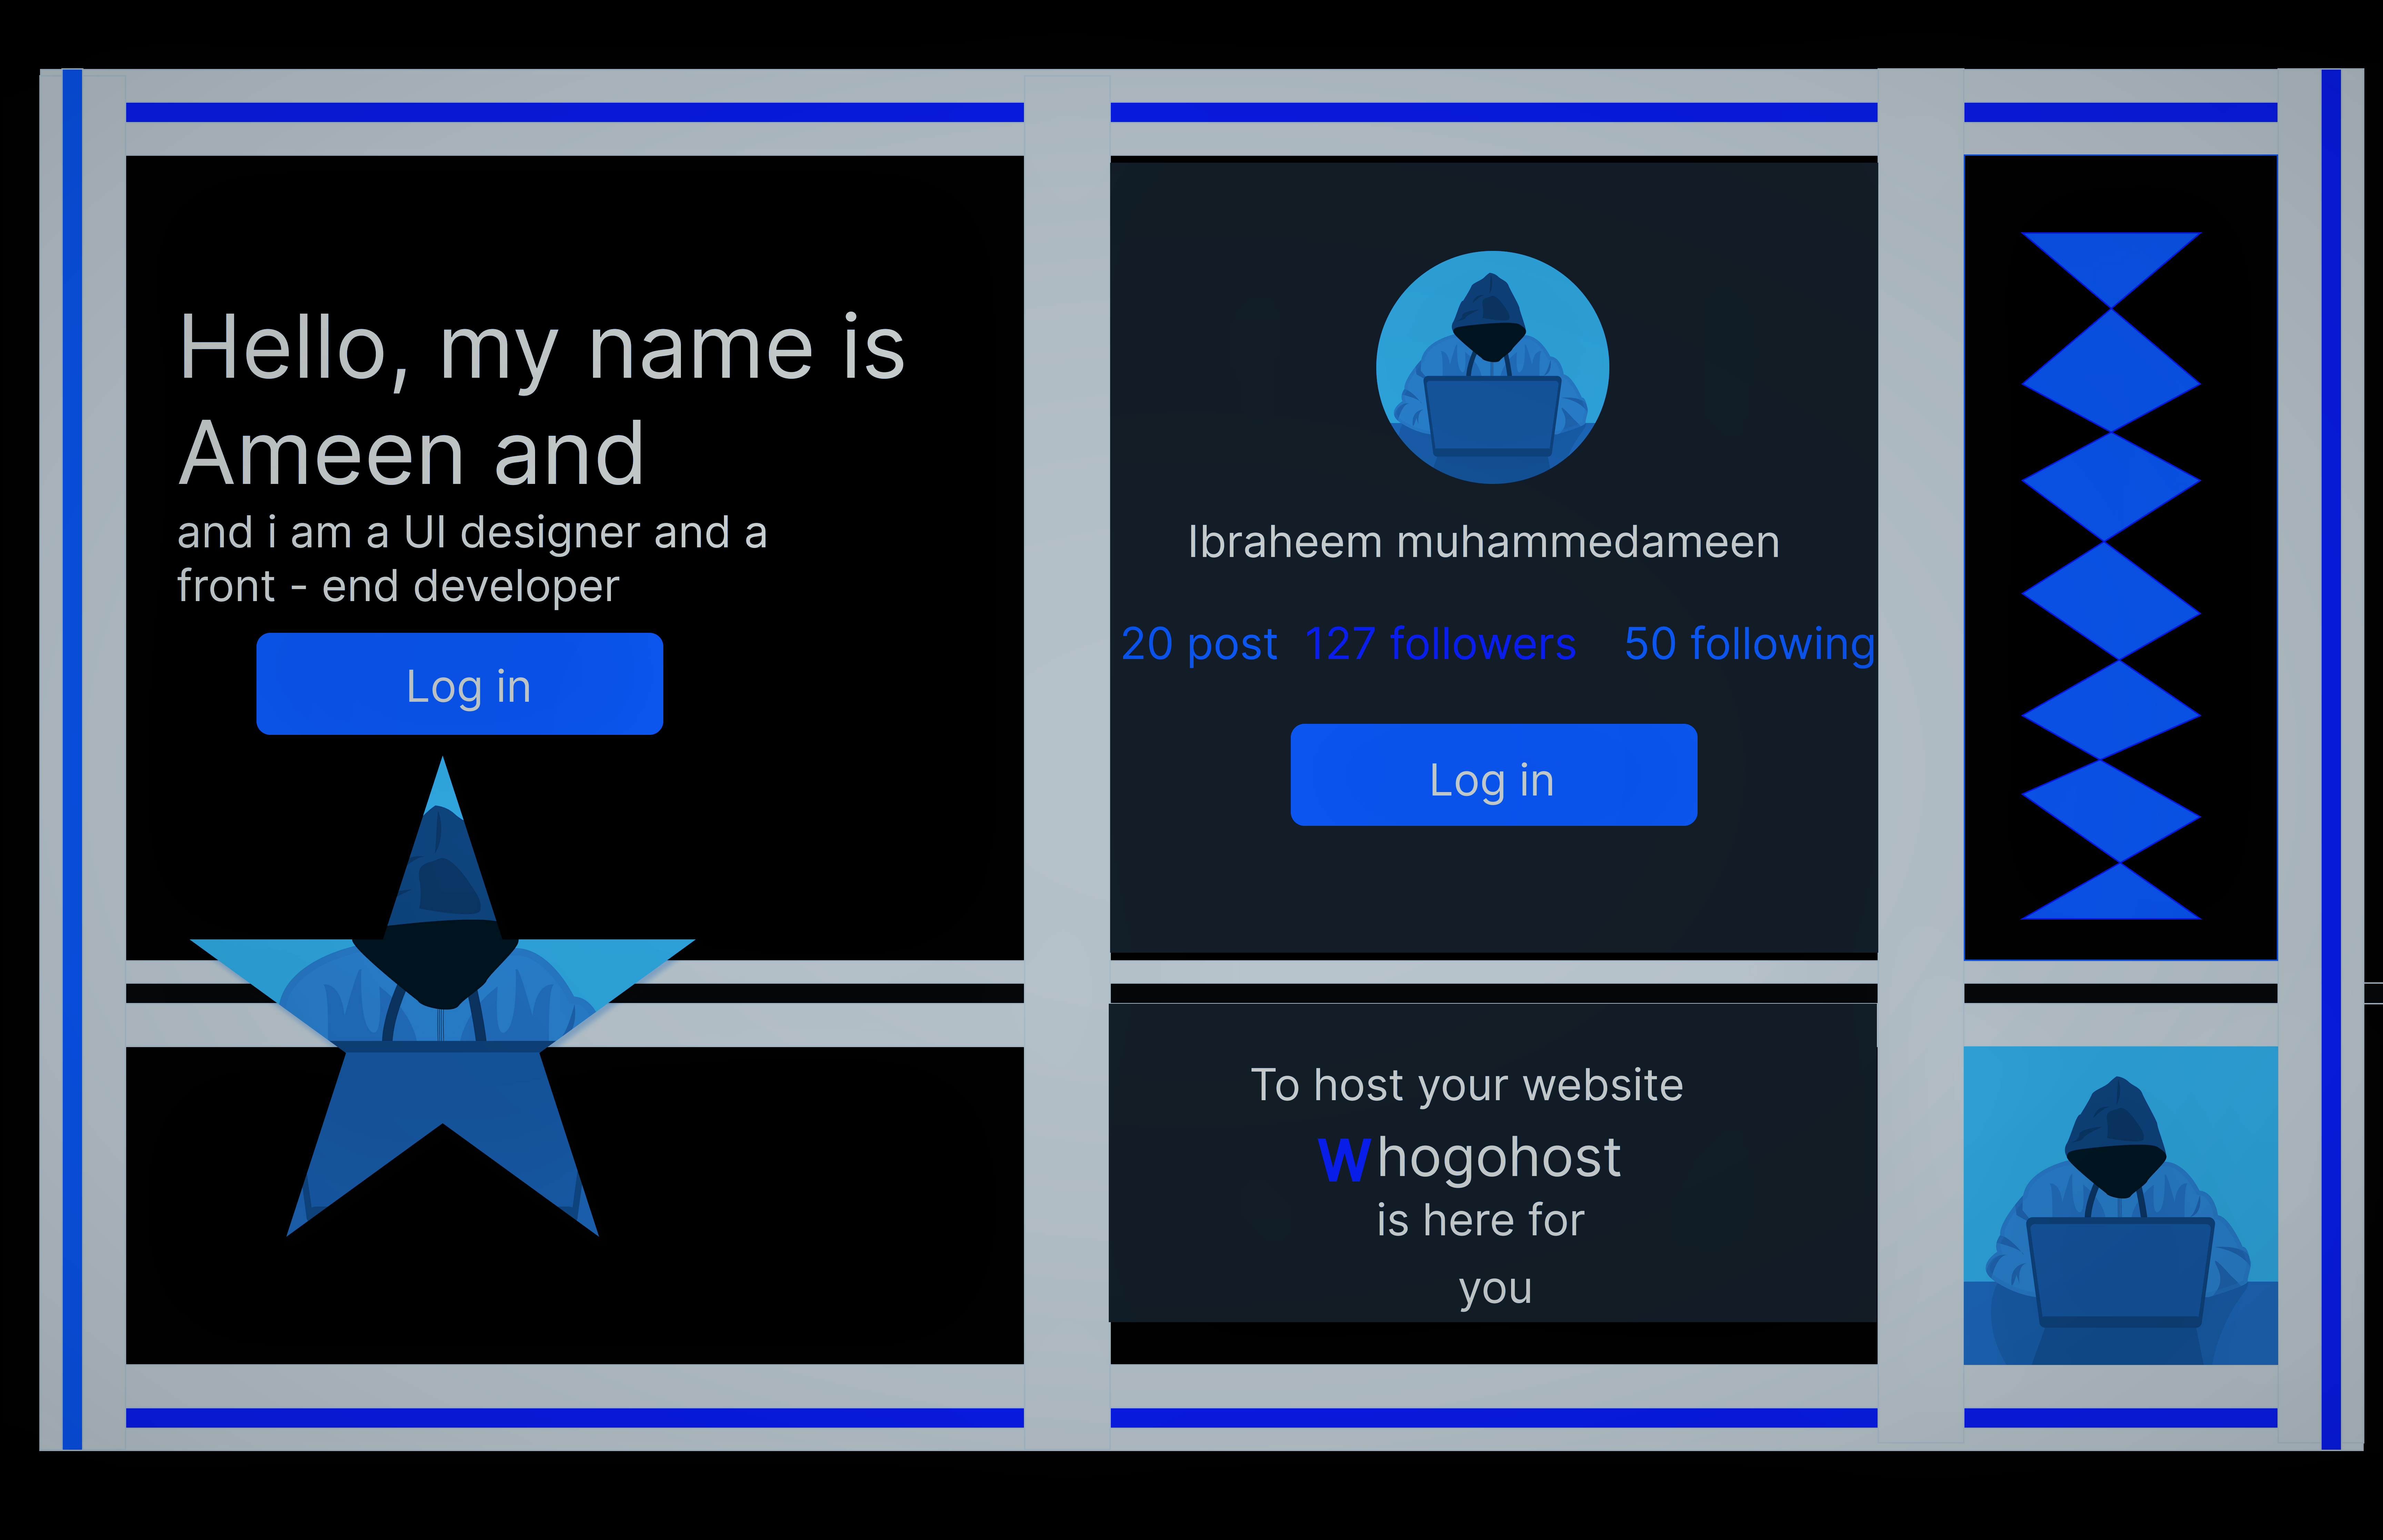 Hello, my name is
Ameen and
and i am a UI designer and a
front - end developer
Log in
Ibraheem muhammedameen
20 post 127 followers 50 following
Log in
To host your website
Whogohost
is here for
you